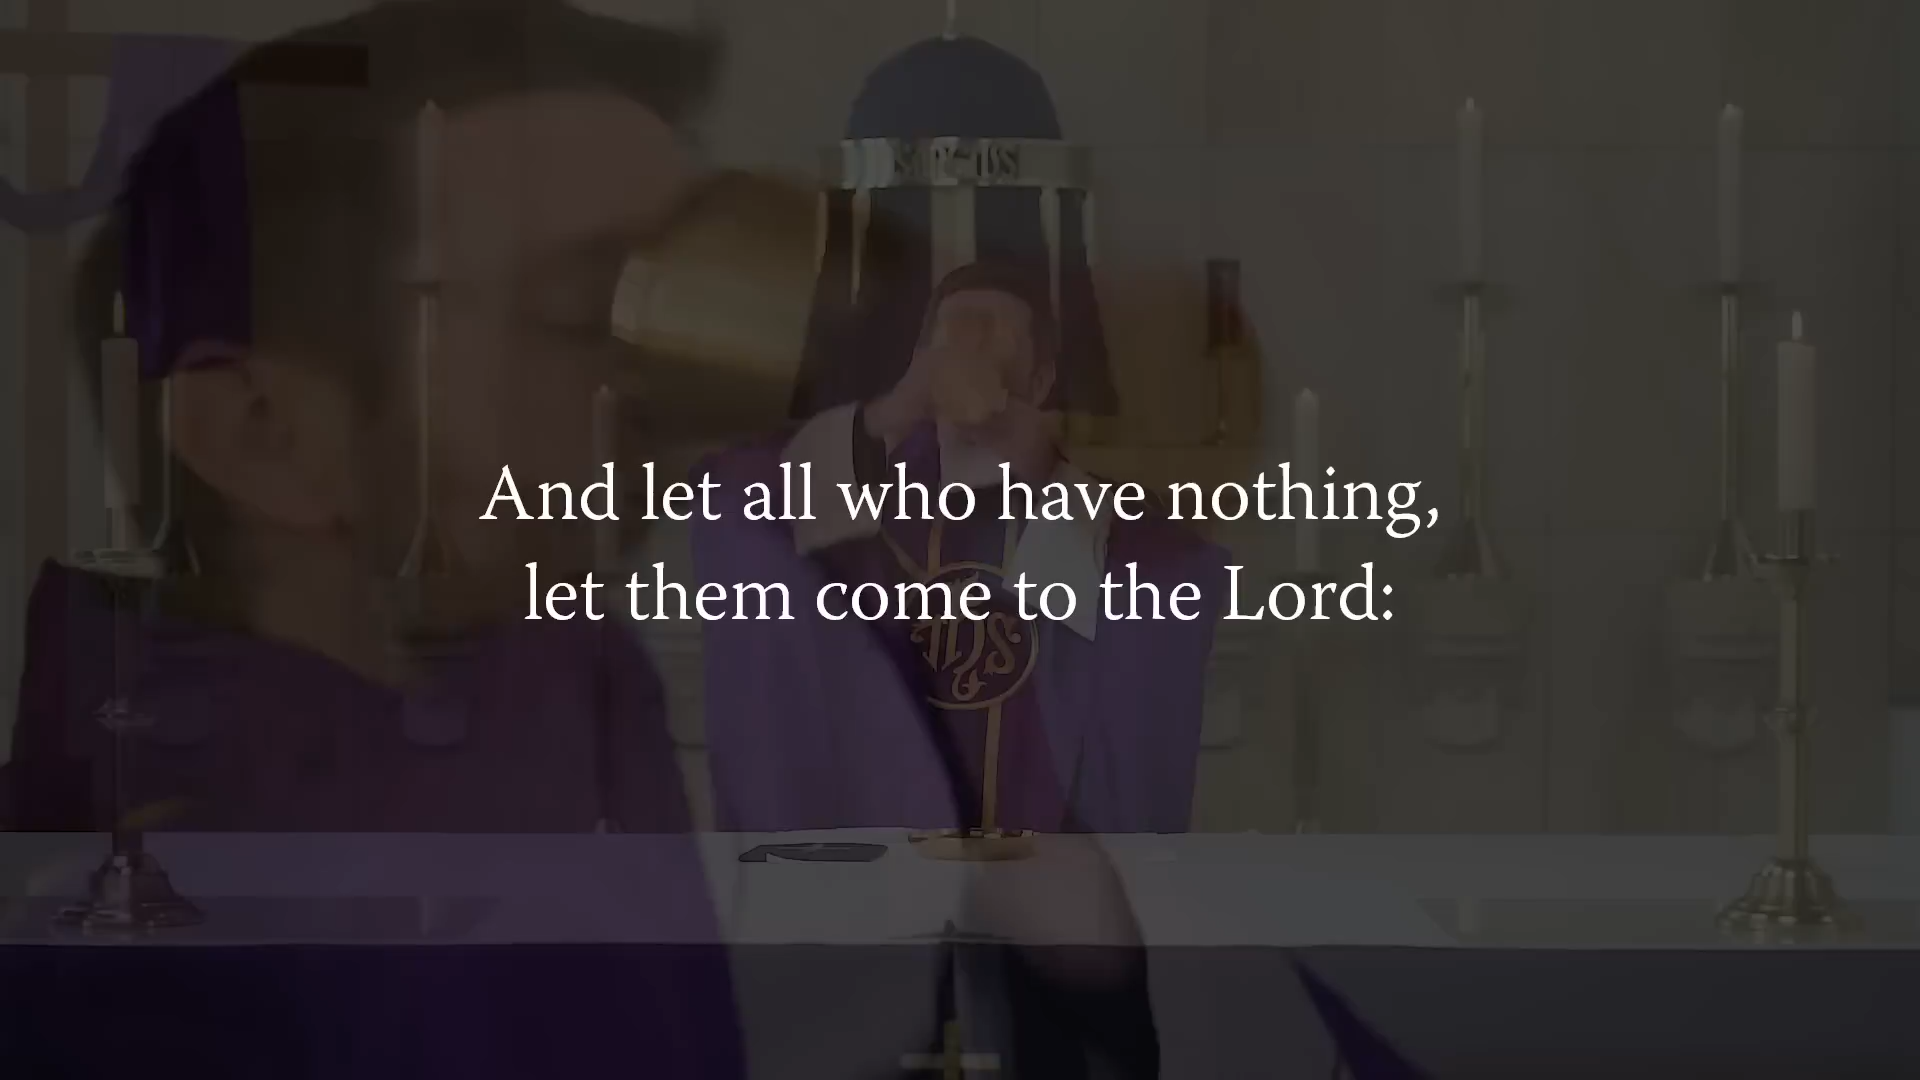 And let all who have nothing,
let them come to the Lord: